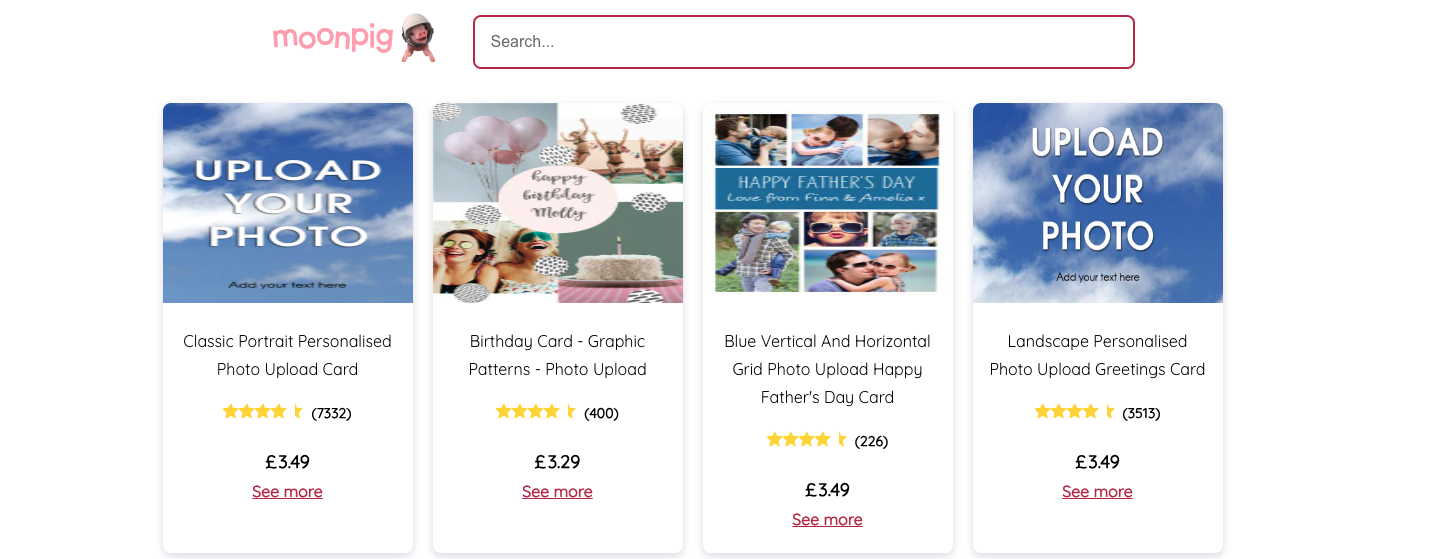 moonpig
Search...
UPLOAD
YOUR
PHOTO
Add your text here
Classic Portrait Personalised
Photo Upload Card
(7332)
£3.49
See more
happy
birthday
Molly
Birthday Card - Graphic
Patterns - Photo Upload
(400)
£3.29
See more
HAPPY FATHER'S DAY
Love from Finn & Amelia x
Blue Vertical And Horizontal
Grid Photo Upload Happy
Father's Day Card
(226)
£3.49
See more
UPLOAD
YOUR
PHOTO
Add your text here
Landscape Personalised
Photo Upload Greetings Card
(3513)
£3.49
See more